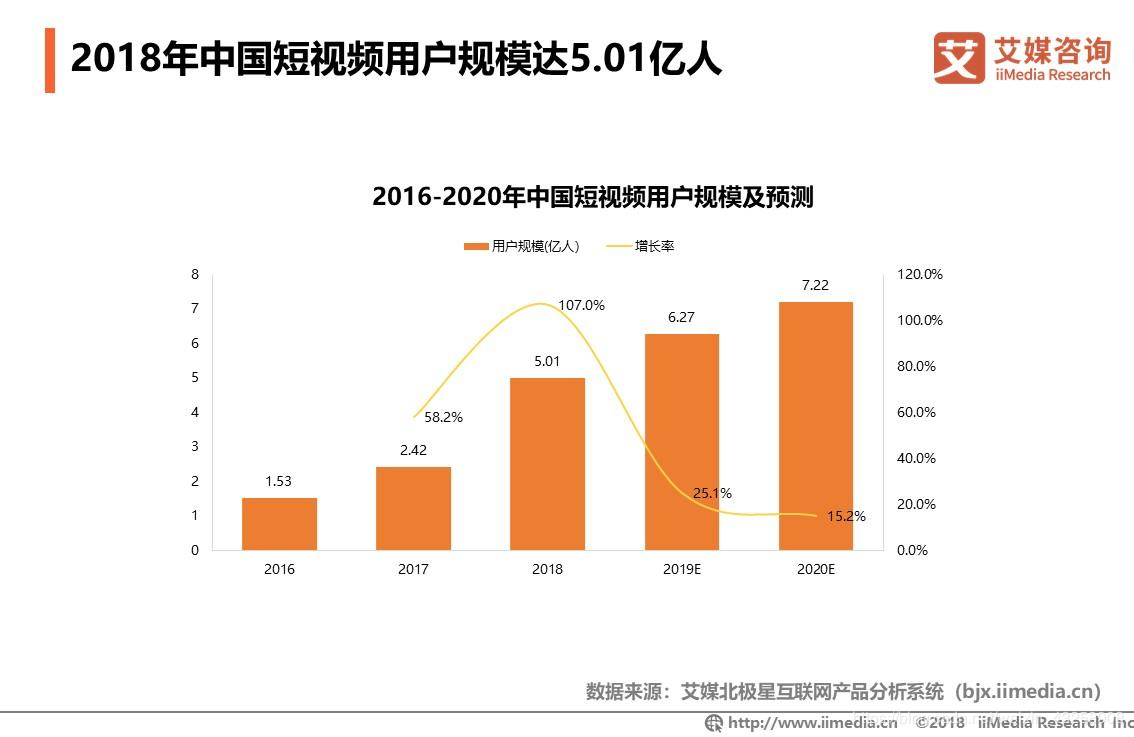 2018年中国短视频用户规模达5.01亿人
艾媒咨询
iiMedia Research
2016-2020年中国短视频用户规模及预测
用户规模(亿人) 增长率
8 120.0%
7 100.0%
6 80.0%
5 60.0%
4 40.0%
3 20.0%
2 0.0%
1
0
1.53
2.42
5.01
6.27
7.22
58.2%
107.0%
25.1%
15.2%
2016 2017 2018 2019E 2020E
数据来源：艾媒北极星互联网产品分析系统（bjx.iimedia.cn）
http://www.iimedia.cn ©2018 iiMedia Research Inc